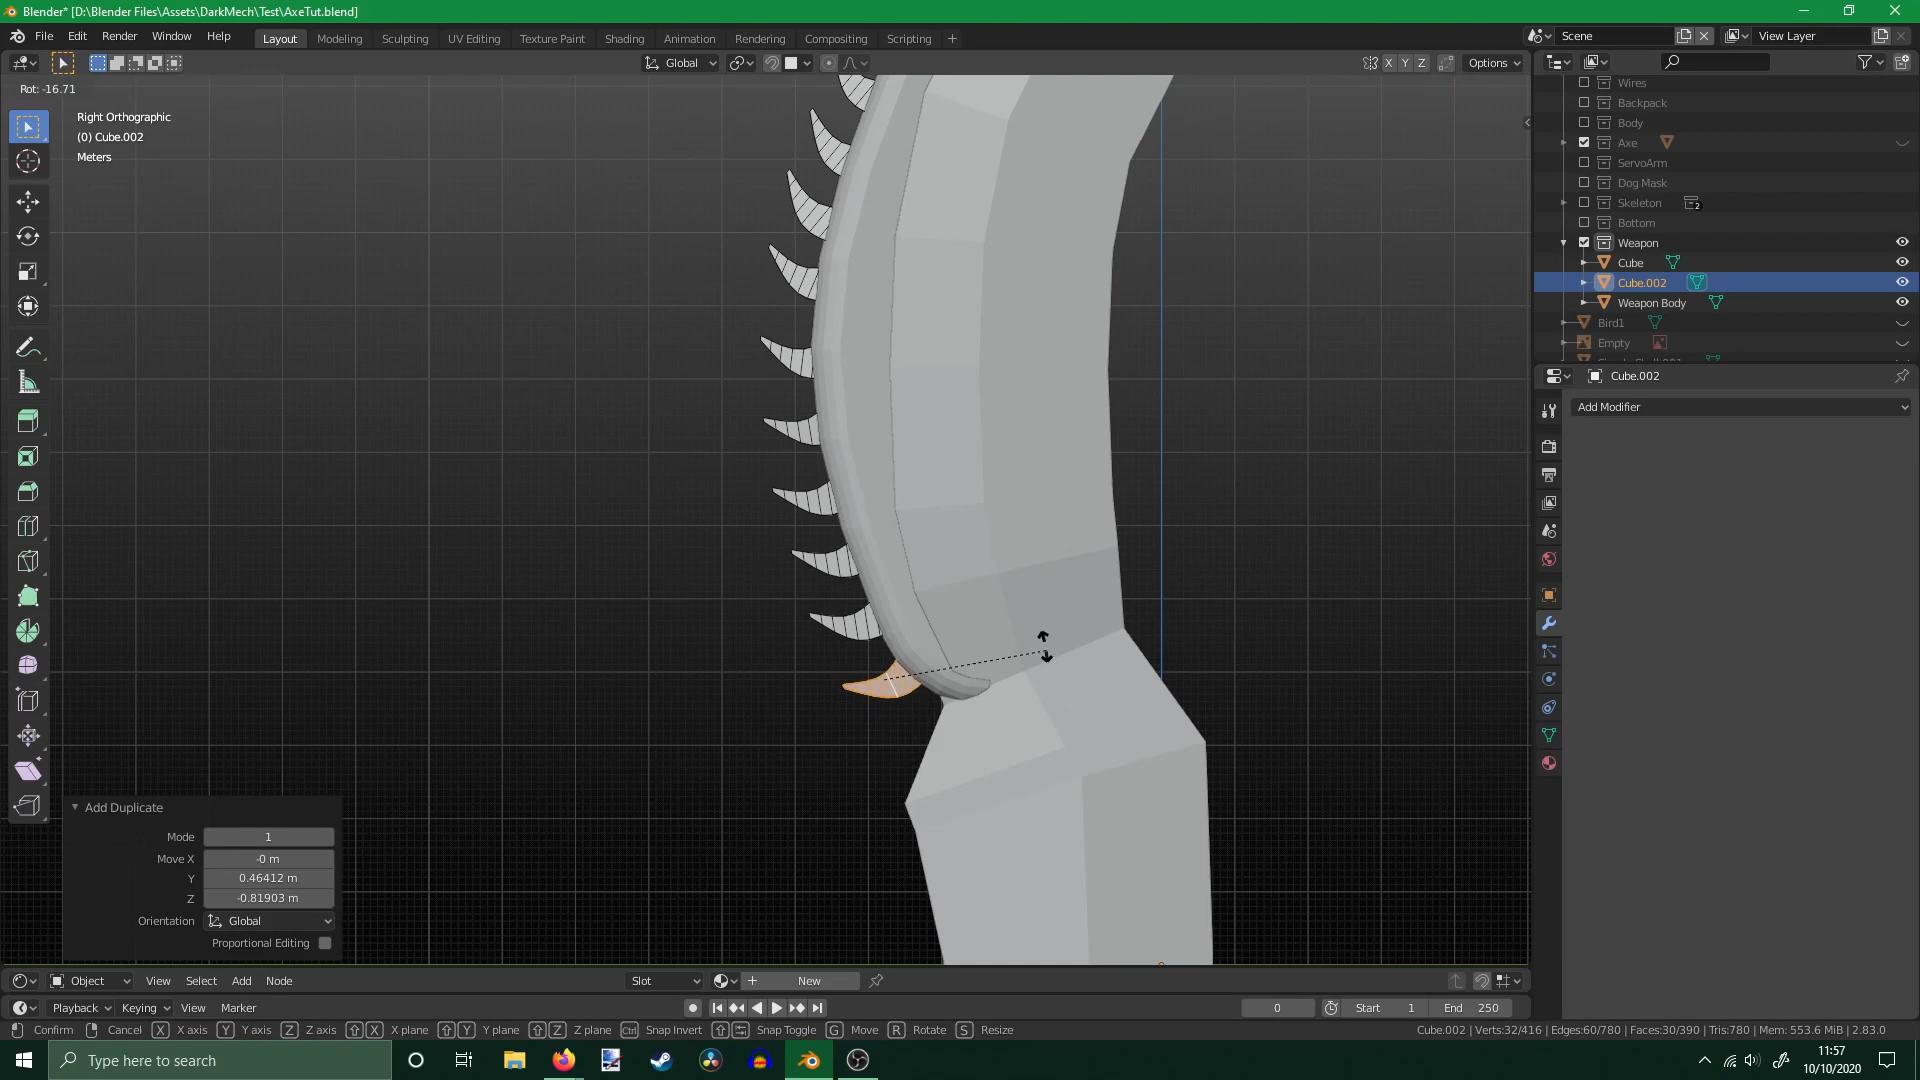 Blender* [D:\Blender Files\Assets\DarkMech\Test\AxeTut.blend]
File Edit Render Window Help Layout Modeling Sculpting UV Editing Texture Paint Shading Animation Rendering Compositing Scripting Scene View Layer
Global X Y Z Options
Rot: -16.71
Right Orthographic
(0) Cube.002
Meters
Wires
Backpack
Body
Axe
ServoArm
Dog Mask
Skeleton 2
Bottom
Weapon
Cube
Cube.002
Weapon Body
Bird1
Empty
Cube.002
Add Modifier
Add Duplicate
Mode 1
Move X -0 m
Y 0.46412 m
Z -0.81903 m
Orientation Global
Proportional Editing
Object View Select Add Node Slot New
Playback Keying View Marker 0 Start 1 End 250
Confirm Cancel X X axis Y Y axis Z Z axis X X plane Y Y plane Z Z plane Ctrl Snap Invert Snap Toggle G Move R Rotate S Resize Cube.002 | Verts:32/416 | Edges:60/780 | Faces:30/390 | Tris:780 | Mem: 553.6 MiB | 2.83.0
Type here to search
11:57
10/10/2020